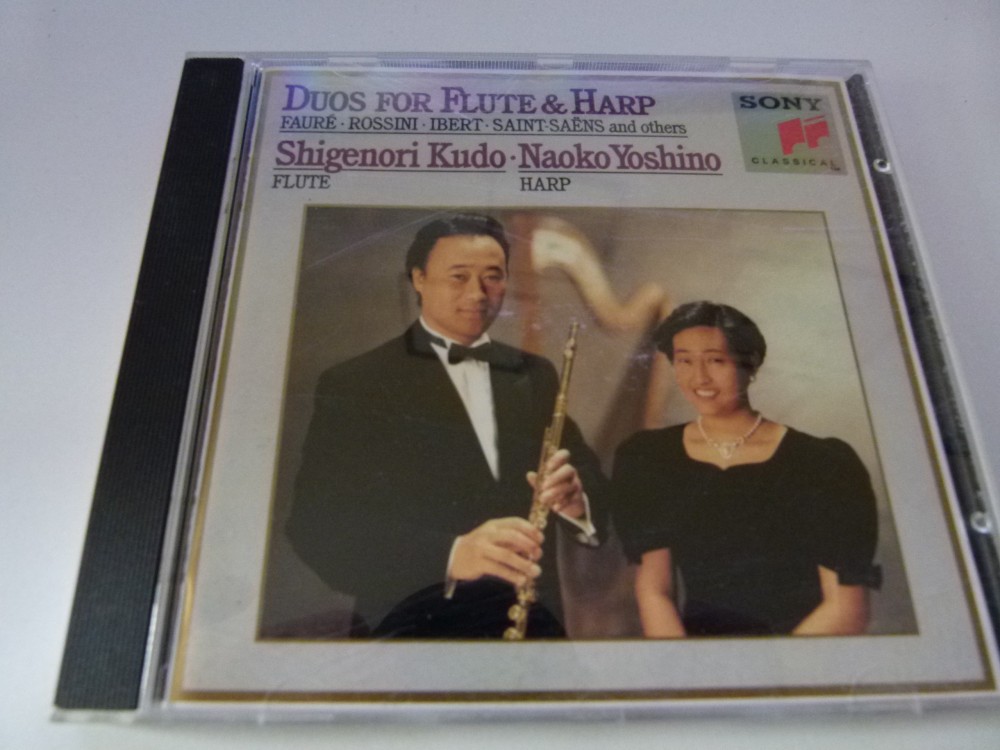 DUOS FOR FLUTE & HARP
FAURÉ · ROSSINI · IBERT · SAINT-SAËNS and others
Shigenori Kudo · Naoko Yoshino
FLUTE HARP
SONY
CLASSICAL